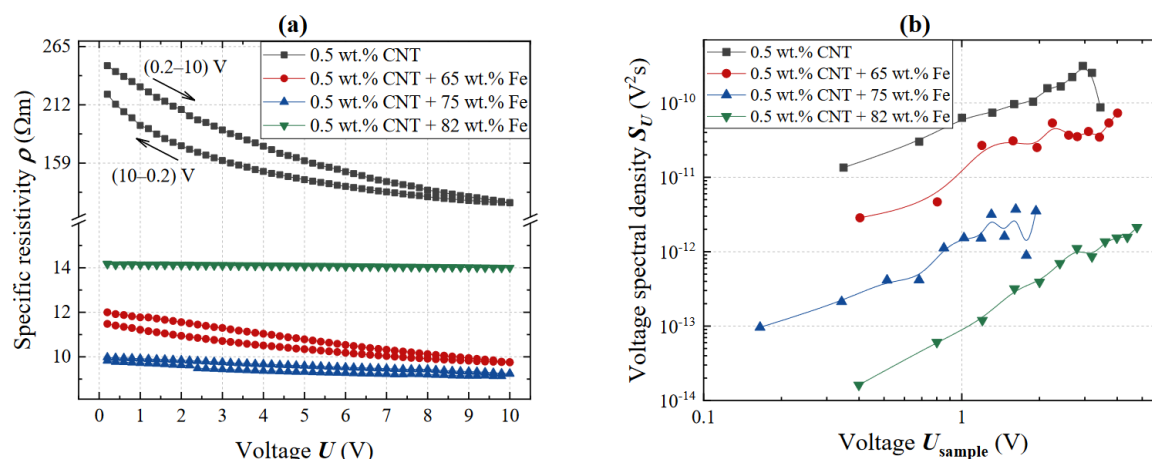 (a)
Specific resistivity ρ (Ωm)
265
212
159
14
12
10
(0.2–10) V
(10–0.2) V
0.5 wt.% CNT
0.5 wt.% CNT + 65 wt.% Fe
0.5 wt.% CNT + 75 wt.% Fe
0.5 wt.% CNT + 82 wt.% Fe
0 1 2 3 4 5 6 7 8 9 10
Voltage U (V)
(b)
Voltage spectral density S_U (V²s)
10⁻¹⁰
10⁻¹¹
10⁻¹²
10⁻¹³
10⁻¹⁴
0.5 wt.% CNT
0.5 wt.% CNT + 65 wt.% Fe
0.5 wt.% CNT + 75 wt.% Fe
0.5 wt.% CNT + 82 wt.% Fe
0.1 1
Voltage U_sample (V)